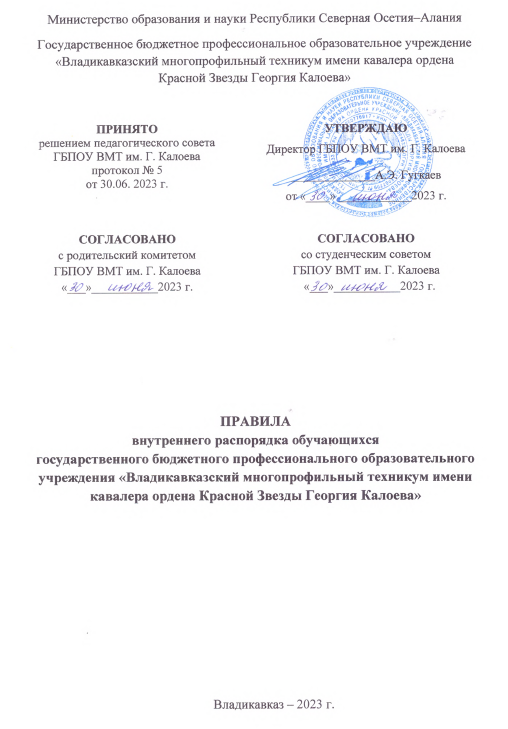 Министерство образования и науки Республики Северная Осетия–Алания
Государственное бюджетное профессиональное образовательное учреждение
«Владикавказский многопрофильный техникум имени кавалера ордена
Красной Звезды Георгия Калоева»
ПРИНЯТО
решением педагогического совета
ГБПОУ ВМТ им. Г. Калоева
протокол № 5
от 30.06. 2023 г.
УТВЕРЖДАЮ
Директор ГБПОУ ВМТ им. Г. Калоева
А.Э. Гугкаев
от «30» июня 2023 г.
СОГЛАСОВАНО
с родительский комитетом
ГБПОУ ВМТ им. Г. Калоева
«30» июня 2023 г.
СОГЛАСОВАНО
со студенческим советом
ГБПОУ ВМТ им. Г. Калоева
«30» июня 2023 г.
ПРАВИЛА
внутреннего распорядка обучающихся
государственного бюджетного профессионального образовательного
учреждения «Владикавказский многопрофильный техникум имени
кавалера ордена Красной Звезды Георгия Калоева»
Владикавказ – 2023 г.